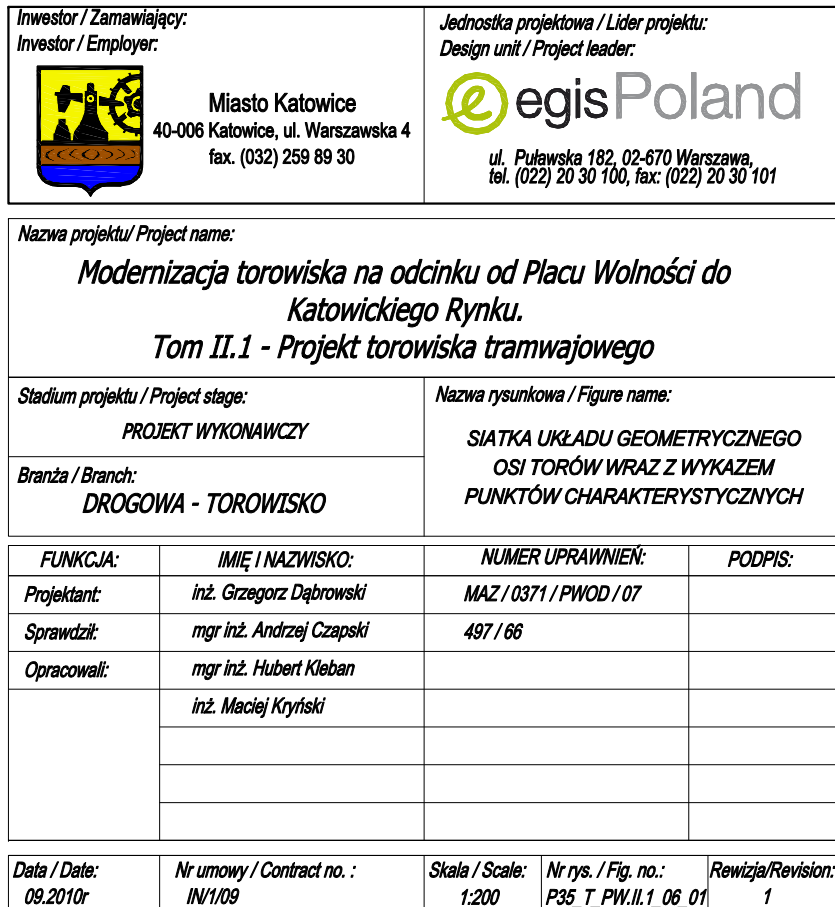 Inwestor / Zamawiający:
Investor / Employer:
Miasto Katowice
40-006 Katowice, ul. Warszawska 4
fax. (032) 259 89 30
Jednostka projektowa / Lider projektu:
Design unit / Project leader:
e egis Poland
ul. Puławska 182, 02-670 Warszawa,
tel. (022) 20 30 100, fax: (022) 20 30 101
Nazwa projektu/ Project name:
Modernizacja torowiska na odcinku od Placu Wolności do
Katowickiego Rynku.
Tom II.1 - Projekt torowiska tramwajowego
Stadium projektu / Project stage:
PROJEKT WYKONAWCZY
Branża / Branch:
DROGOWA - TOROWISKO
Nazwa rysunkowa / Figure name:
SIATKA UKŁADU GEOMETRYCZNEGO
OSI TORÓW WRAZ Z WYKAZEM
PUNKTÓW CHARAKTERYSTYCZNYCH
FUNKCJA: IMIĘ I NAZWISKO: NUMER UPRAWNIEŃ: PODPIS:
Projektant: inż. Grzegorz Dąbrowski MAZ / 0371 / PWOD / 07
Sprawdził: mgr inż. Andrzej Czapski 497 / 66
Opracowali: mgr inż. Hubert Kleban
inż. Maciej Kryński
Data / Date: Nr umowy / Contract no. : Skala / Scale: Nr rys. / Fig. no.: Rewizja/Revision:
09.2010r IN/1/09 1:200 P35_T_PW.II.1_06_01 1